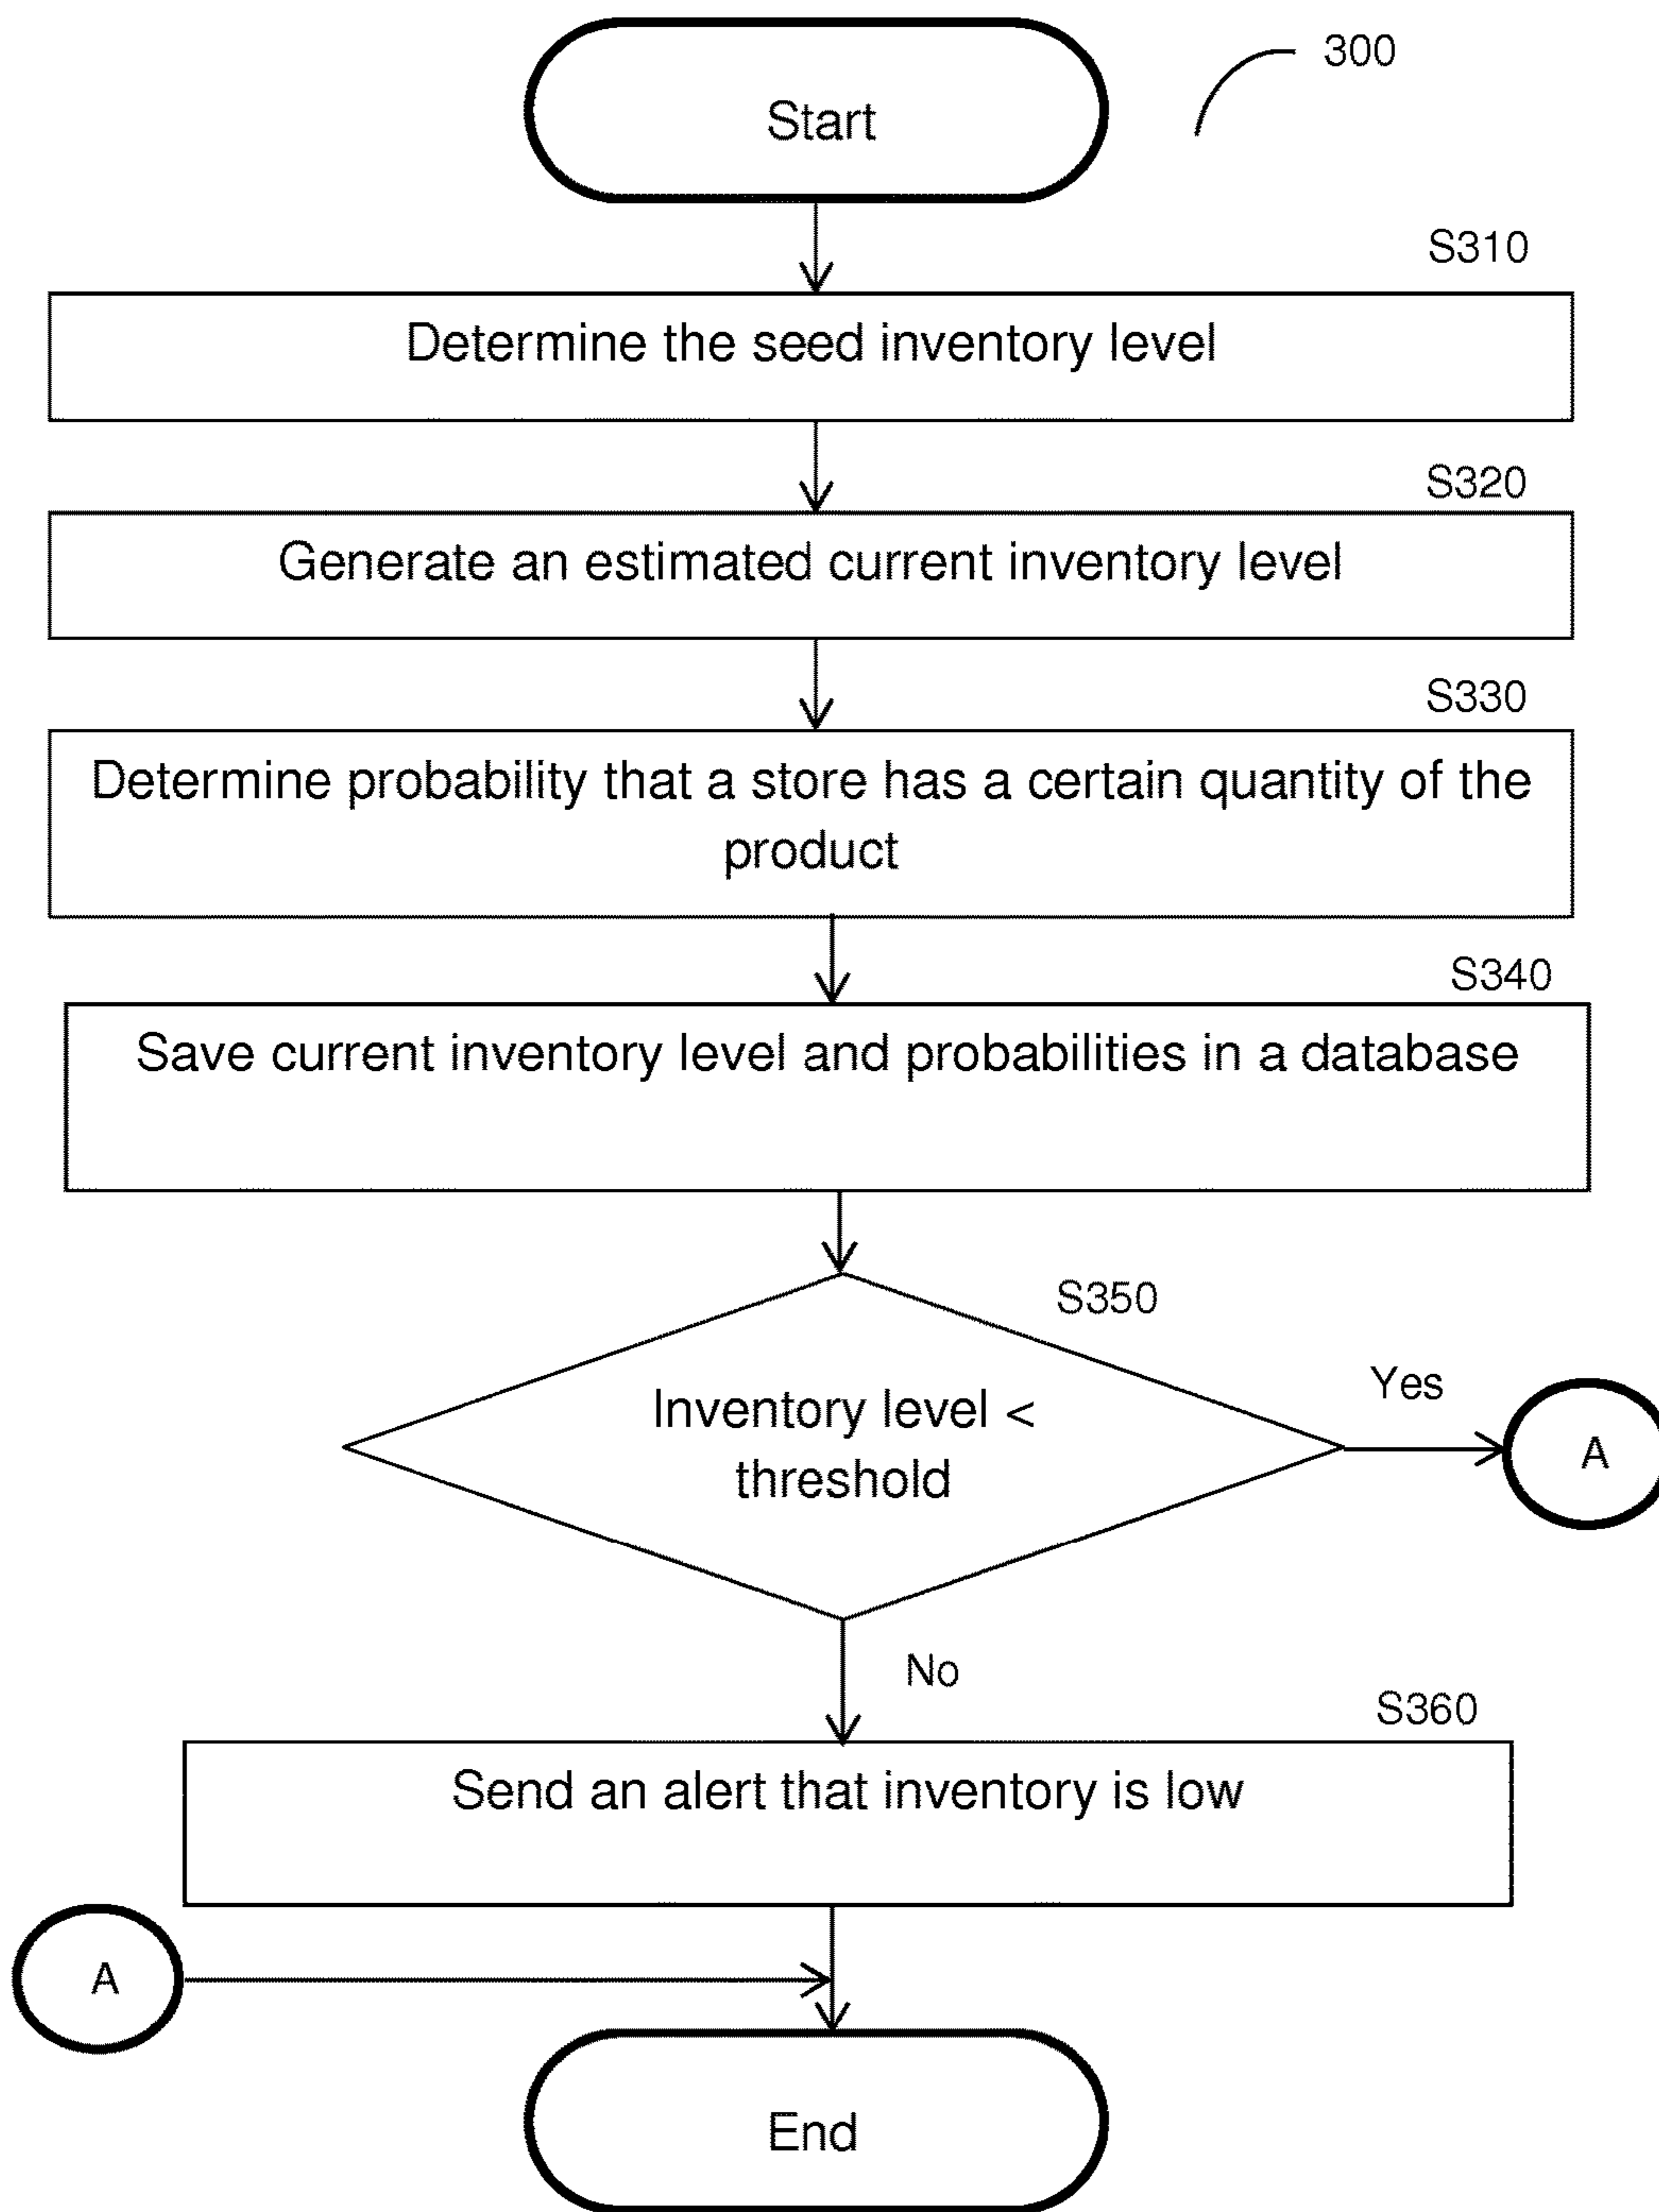 Start
300
S310
Determine the seed inventory level
S320
Generate an estimated current inventory level
S330
Determine probability that a store has a certain quantity of the
product
S340
Save current inventory level and probabilities in a database
S350
Inventory level <
threshold
Yes
A
No
S360
Send an alert that inventory is low
A
End